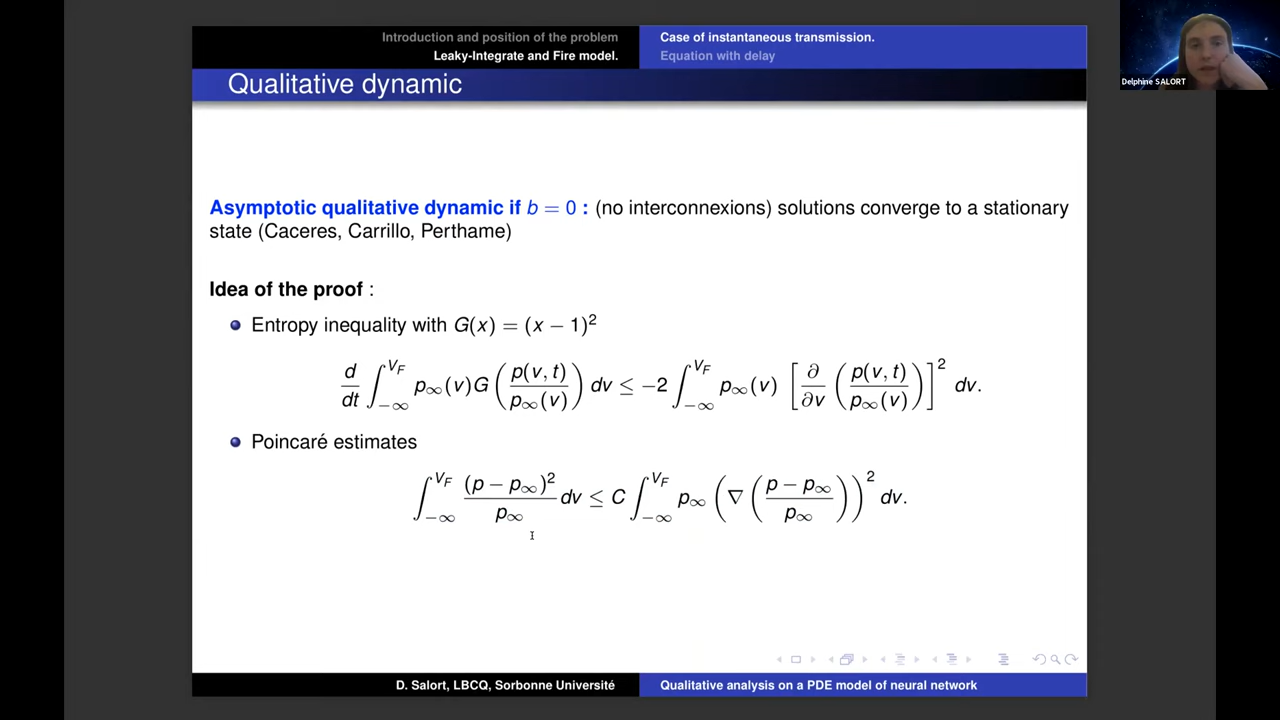 Introduction and position of the problem
Leaky-Integrate and Fire model.
Case of instantaneous transmission.
Equation with delay
Qualitative dynamic
Delphine SALORT
Asymptotic qualitative dynamic if b = 0 : (no interconnexions) solutions converge to a stationary
state (Caceres, Carrillo, Perthame)
Idea of the proof :
Entropy inequality with G(x) = (x − 1)²
d/dt ∫_{−∞}^{V_F} p_∞(v)G(p(v, t)/p_∞(v)) dv ≤ −2 ∫_{−∞}^{V_F} p_∞(v) [∂/∂v (p(v, t)/p_∞(v))]² dv.
Poincaré estimates
∫_{−∞}^{V_F} (p − p_∞)²/p_∞ dv ≤ C ∫_{−∞}^{V_F} p_∞ (∇ ((p − p_∞)/p_∞))² dv.
D. Salort, LBCQ, Sorbonne Université
Qualitative analysis on a PDE model of neural network